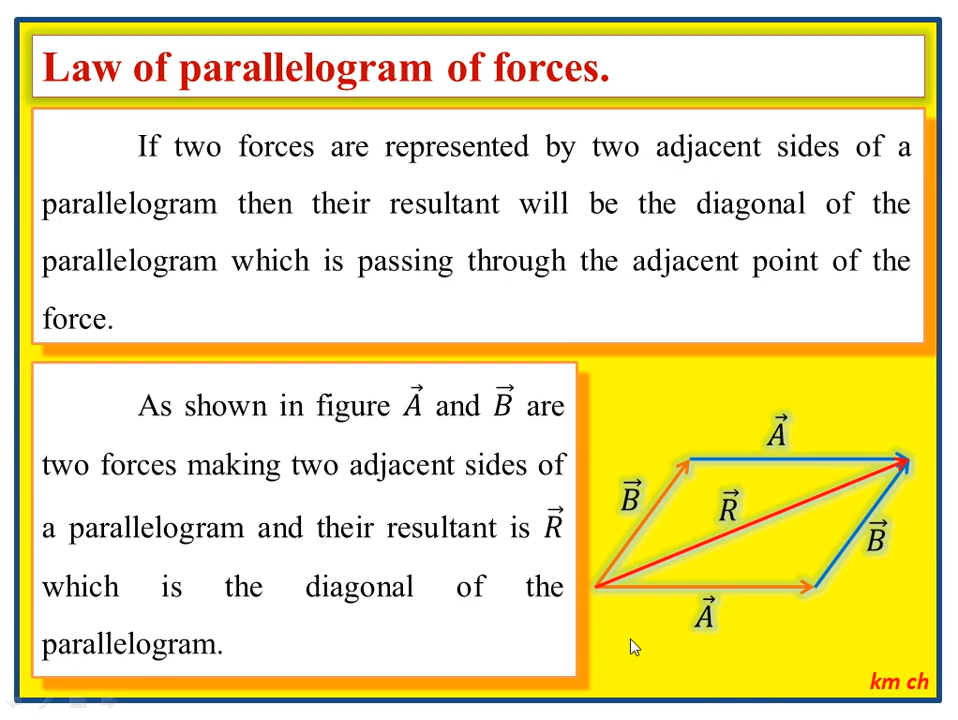 Law of parallelogram of forces.
If two forces are represented by two adjacent sides of a
parallelogram then their resultant will be the diagonal of the
parallelogram which is passing through the adjacent point of the
force.
As shown in figure A⃗ and B⃗ are
two forces making two adjacent sides of
a parallelogram and their resultant is R⃗
which is the diagonal of the
parallelogram.
A⃗
B⃗
R⃗
B⃗
A⃗
km ch